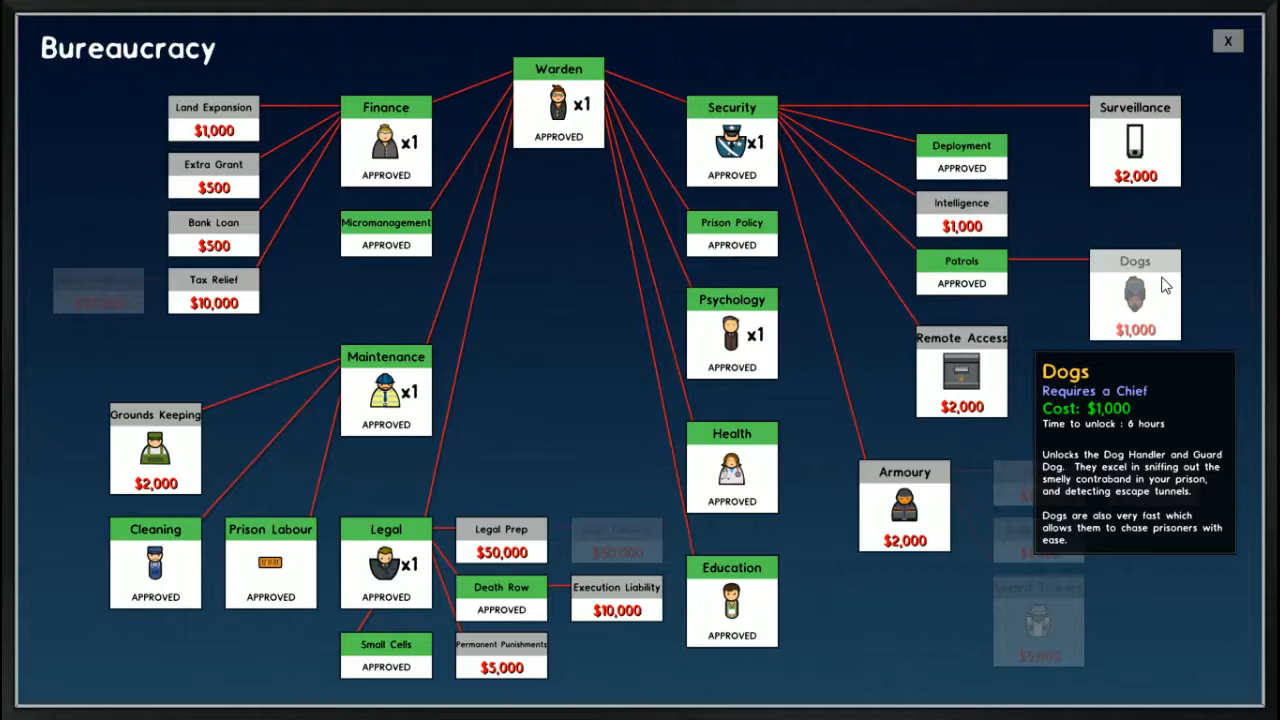 Bureaucracy
X
Warden
x1
APPROVED
Land Expansion
$1,000
Extra Grant
$500
Bank Loan
$500
Tax Relief
$10,000
Finance
x1
APPROVED
Micromanagement
APPROVED
Maintenance
x1
APPROVED
Grounds Keeping
$2,000
Cleaning
APPROVED
Prison Labour
APPROVED
Legal
x1
APPROVED
Small Cells
APPROVED
Legal Prep
$50,000
$50,000
Death Row
APPROVED
Execution Liability
$10,000
Permanent Punishments
$5,000
Security
x1
APPROVED
Prison Policy
APPROVED
Psychology
x1
APPROVED
Health
APPROVED
Education
APPROVED
Deployment
APPROVED
Intelligence
$1,000
Patrols
APPROVED
Remote Access
$2,000
Armoury
$2,000
Surveillance
$2,000
Dogs
$1,000
Dogs
Requires a Chief
Cost: $1,000
Time to unlock : 6 hours
Unlocks the Dog Handler and Guard
Dog. They excel in sniffing out the
smelly contraband in your prison,
and detecting escape tunnels.
Dogs are also very fast which
allows them to chase prisoners with
ease.
$5,000